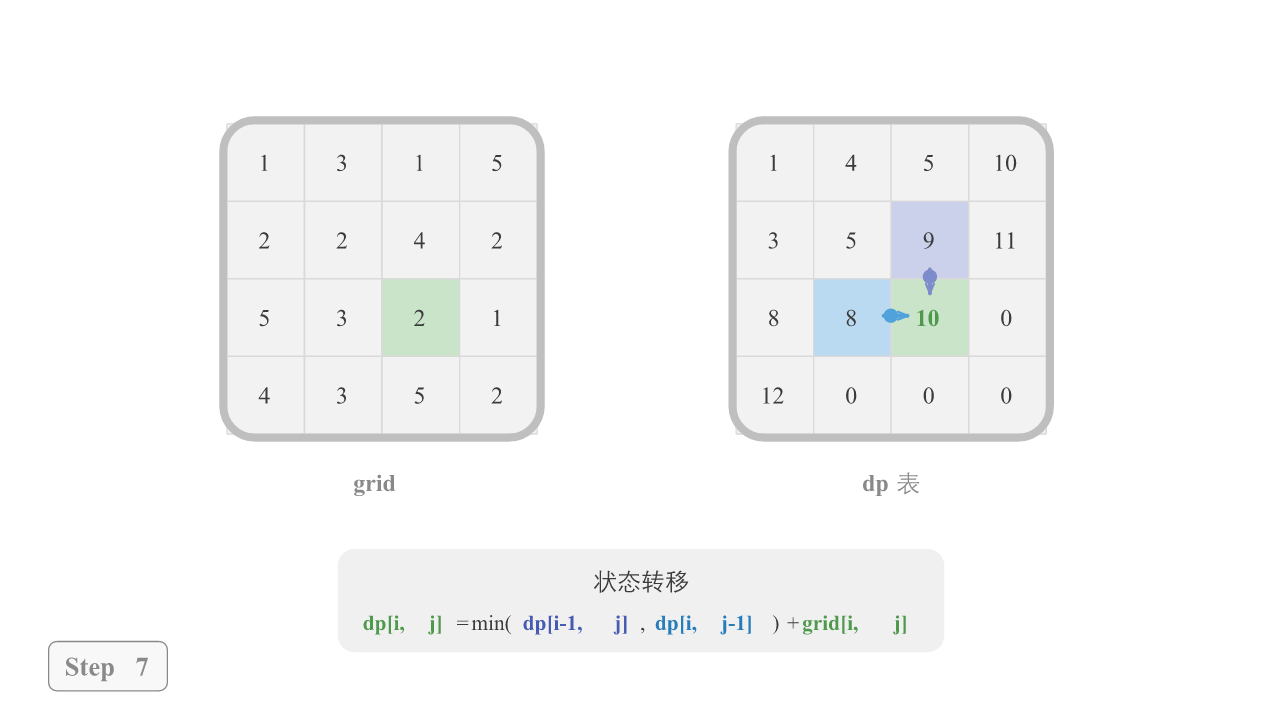 1 3 1 5
2 2 4 2
5 3 2 1
4 3 5 2
grid
1 4 5 10
3 5 9 11
8 8 10 0
12 0 0 0
dp 表
状态转移
dp[i, j] =min( dp[i-1, j] , dp[i, j-1] ) +grid[i, j]
Step 7